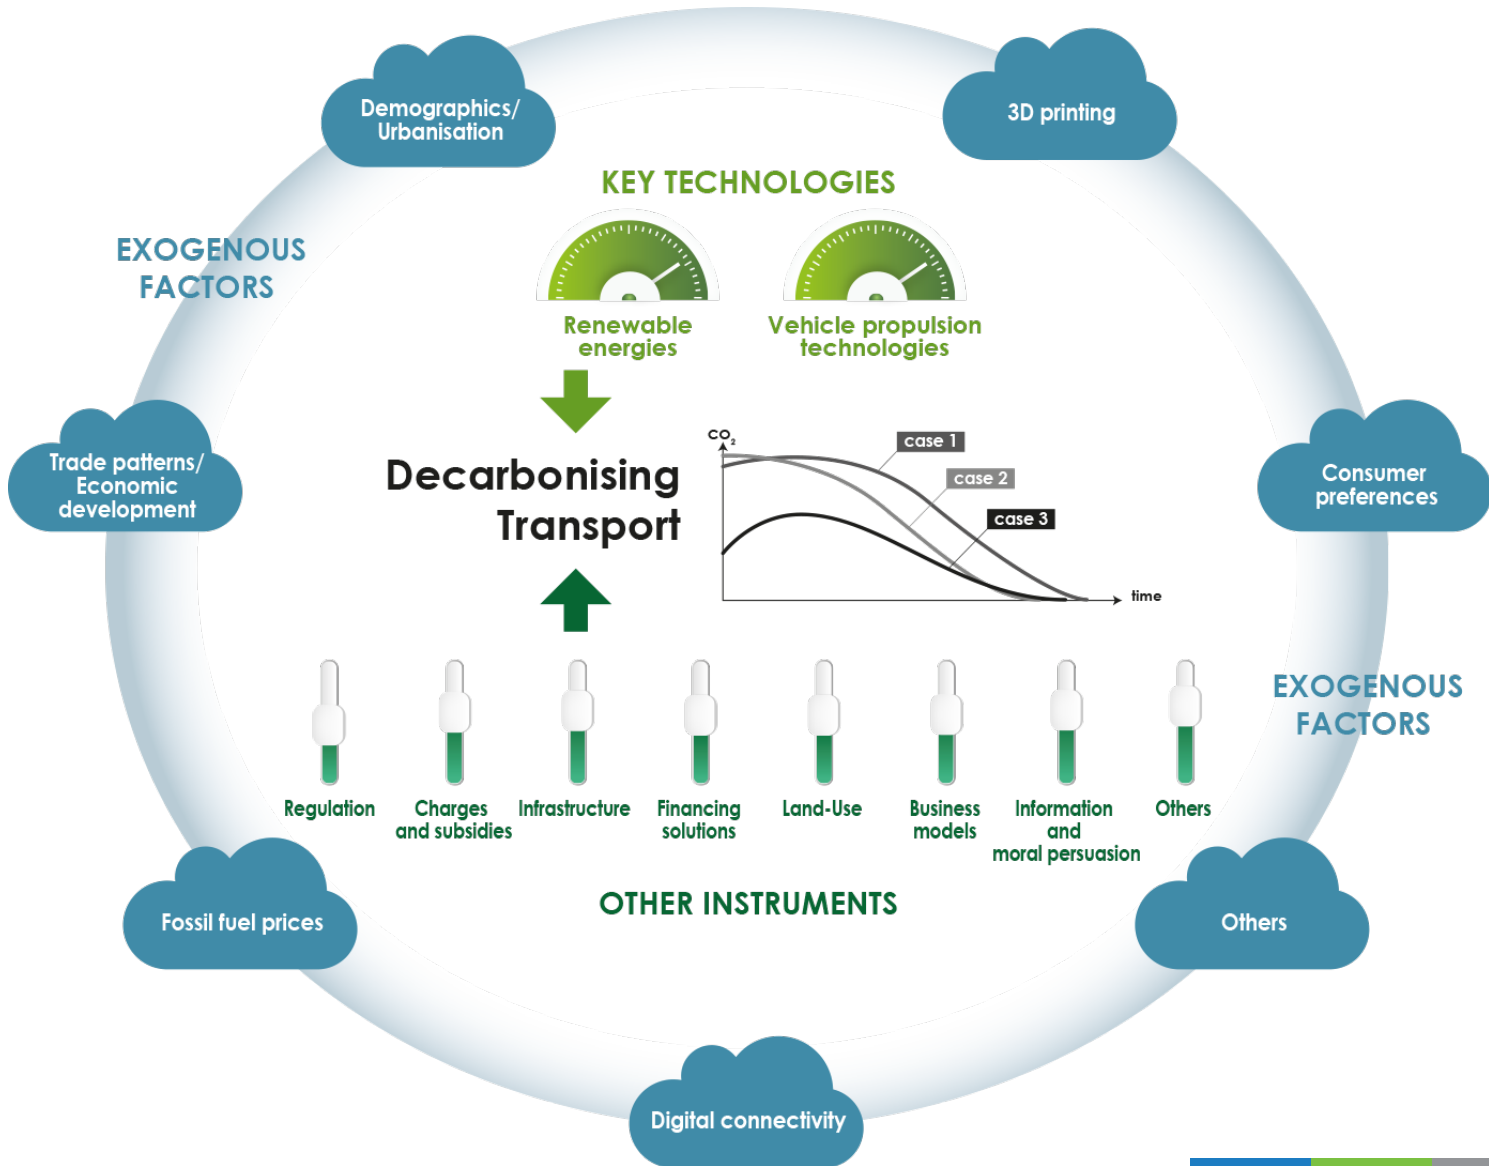 Demographics/
Urbanisation
3D printing
KEY TECHNOLOGIES
EXOGENOUS
FACTORS
Renewable
energies
Vehicle propulsion
technologies
Trade patterns/
Economic
development
Decarbonising
Transport
CO₂
case 1
case 2
case 3
time
Consumer
preferences
EXOGENOUS
FACTORS
Regulation
Charges
and subsidies
Infrastructure
Financing
solutions
Land-Use
Business
models
Information
and
moral persuasion
Others
OTHER INSTRUMENTS
Fossil fuel prices
Others
Digital connectivity